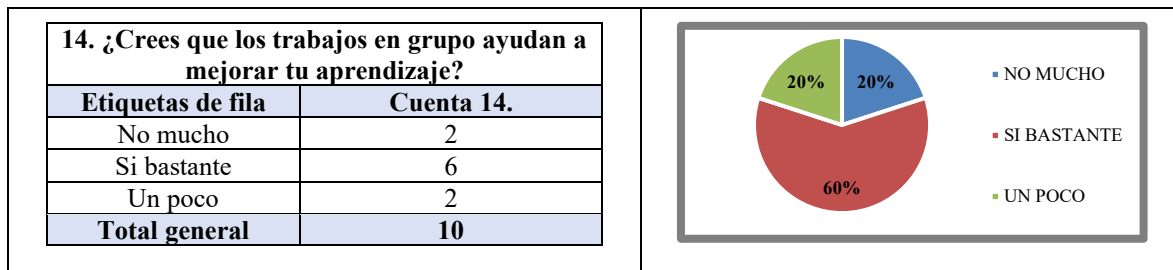 14. ¿Crees que los trabajos en grupo ayudan a
mejorar tu aprendizaje?
Etiquetas de fila Cuenta 14.
No mucho 2
Si bastante 6
Un poco 2
Total general 10
20% 20%
60%
NO MUCHO
SI BASTANTE
UN POCO